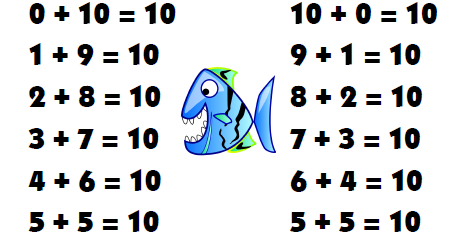 0 + 10 = 10
1 + 9 = 10
2 + 8 = 10
3 + 7 = 10
4 + 6 = 10
5 + 5 = 10
10 + 0 = 10
9 + 1 = 10
8 + 2 = 10
7 + 3 = 10
6 + 4 = 10
5 + 5 = 10